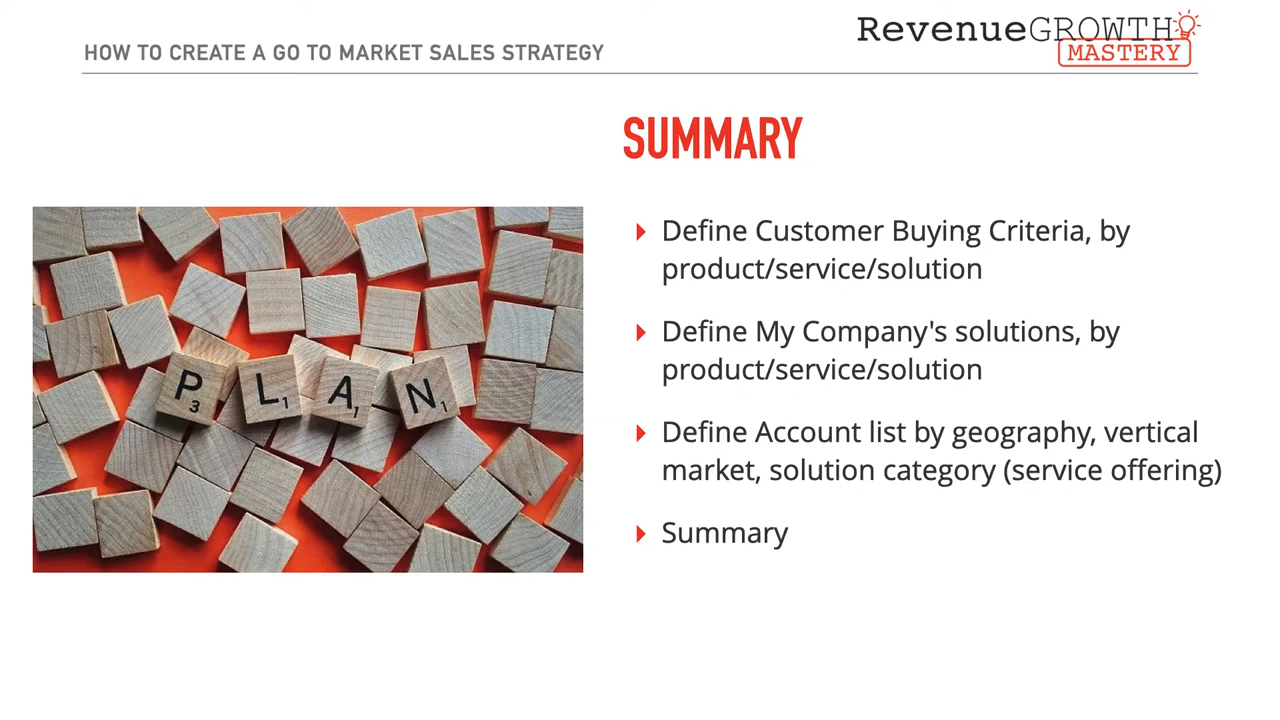 HOW TO CREATE A GO TO MARKET SALES STRATEGY
RevenueGROWTH
MASTERY
SUMMARY
Define Customer Buying Criteria, by
product/service/solution
Define My Company's solutions, by
product/service/solution
Define Account list by geography, vertical
market, solution category (service offering)
Summary
P3 L1 A1 N1